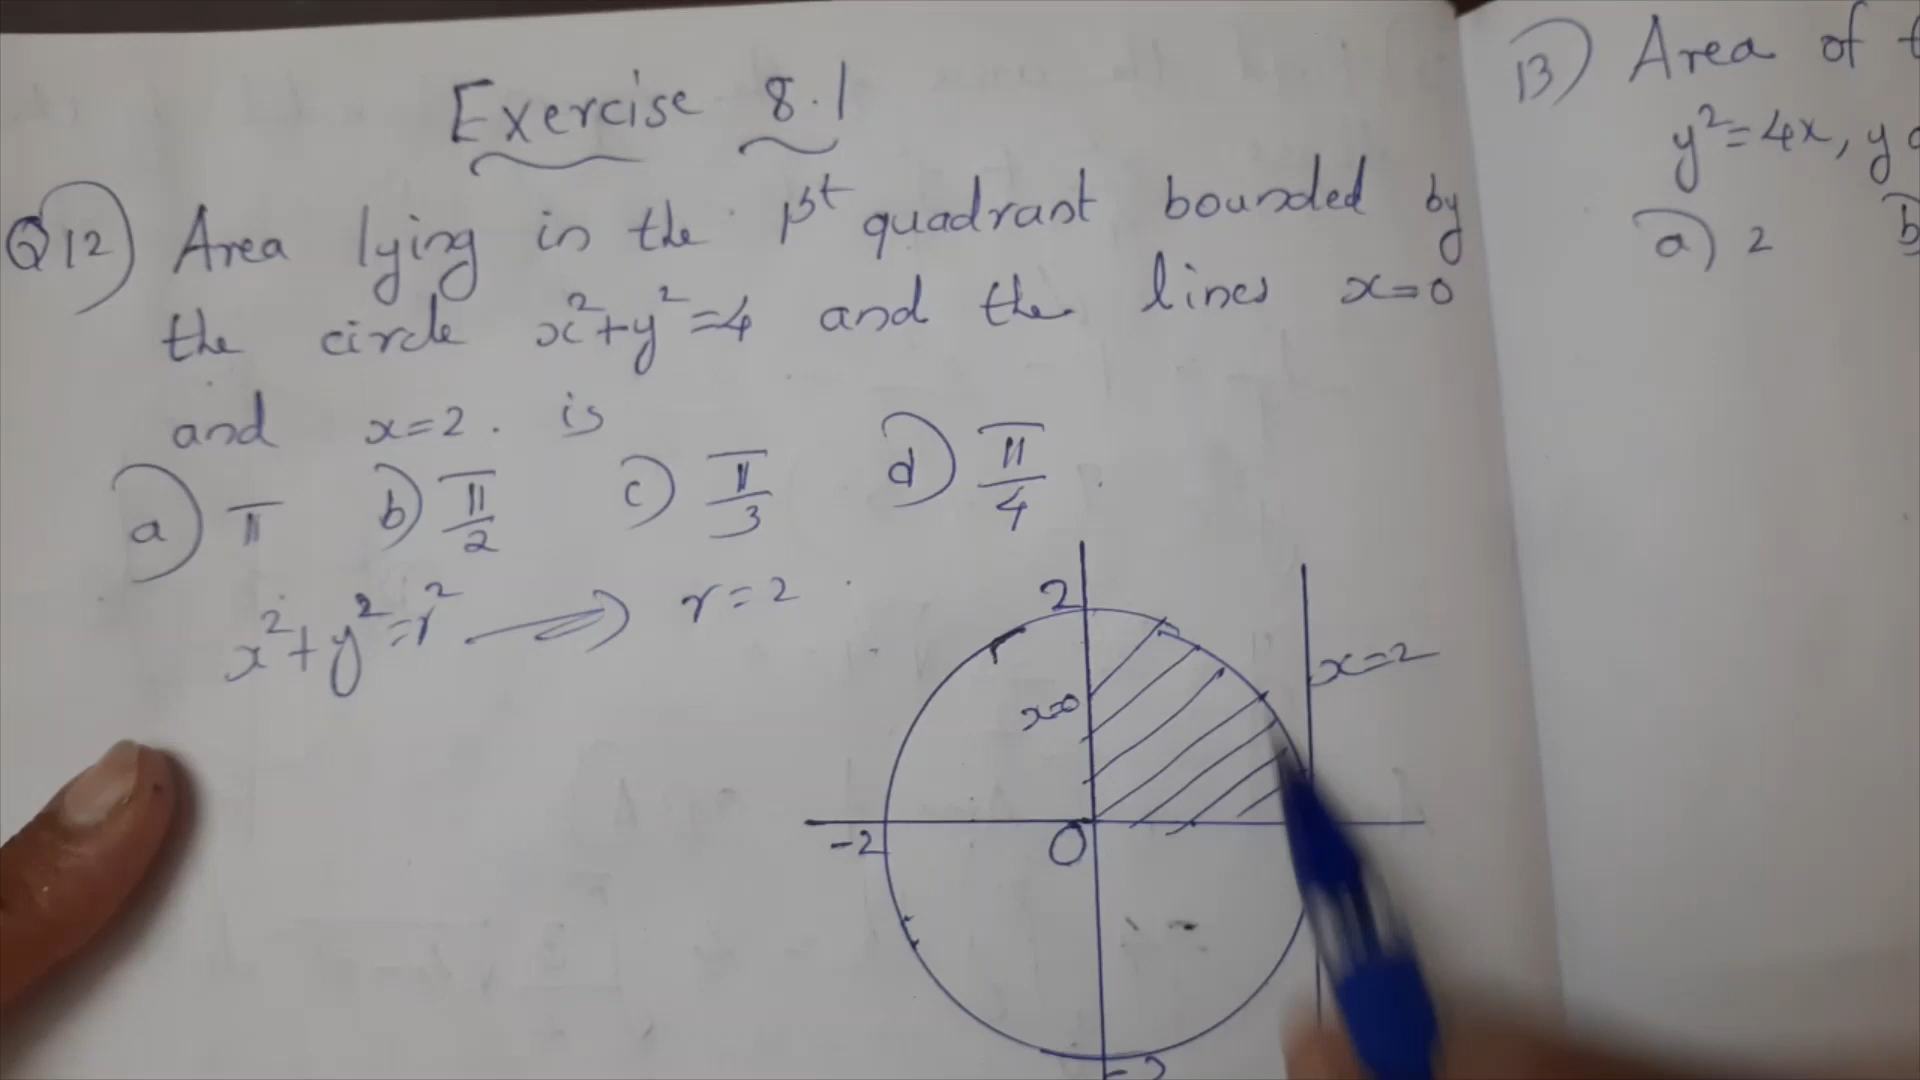 Exercise 8.1
Q12) Area lying in the 1st quadrant bounded by
the circle x²+y²=4 and the lines x=0
and x=2. is
a) π b) π/2 c) π/3 d) π/4.
x²+y²=r² ⟶ r=2
2
x=2
x=0
-2
O
13) Area of
y²=4x, y
a) 2 b